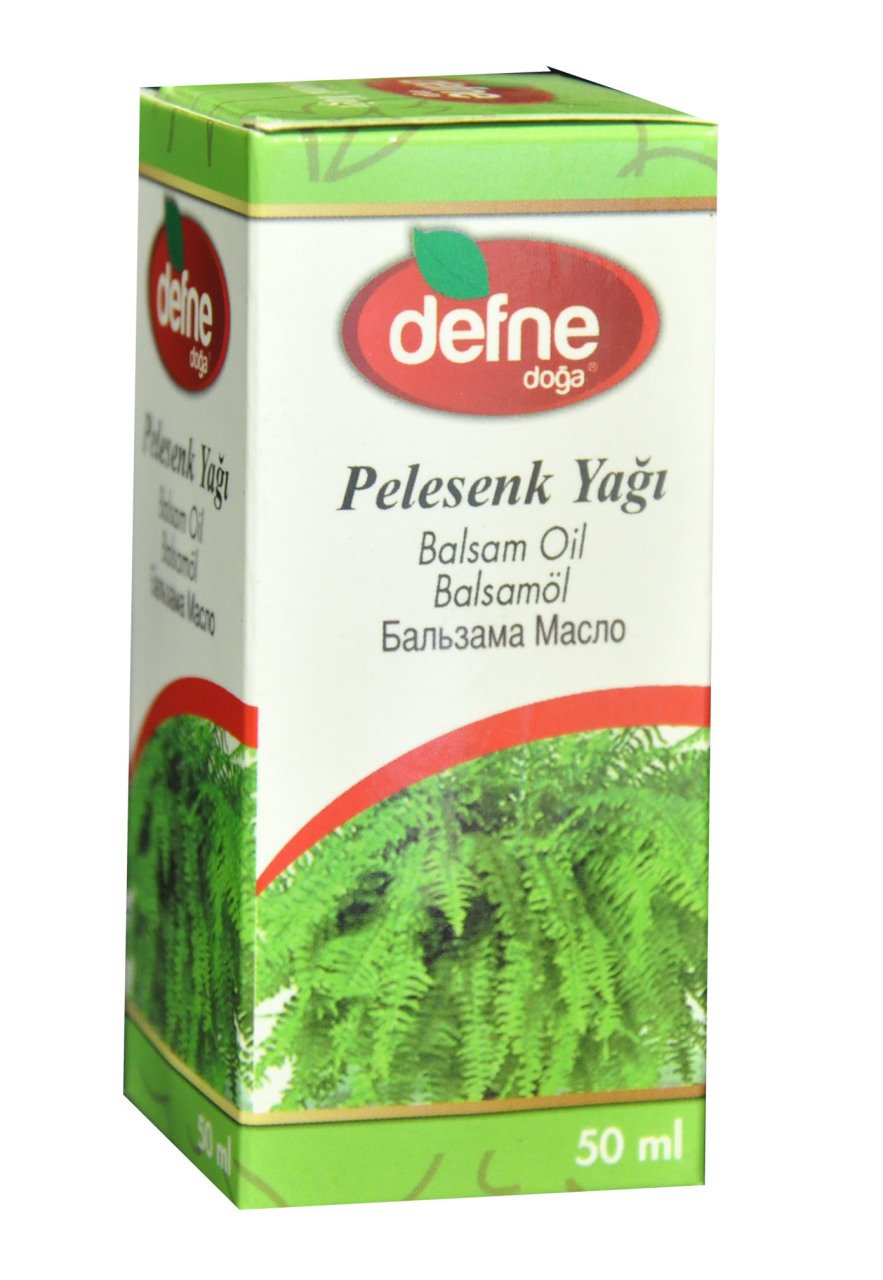 defne
doğa®
Pelesenk Yağı
Balsam Oil
Balsamöl
Бальзама Масло
50 ml
defne
doğa
Pelesenk Yağı
Balsam Oil
Balsamöl
Бальзама Масло
50 ml
defne